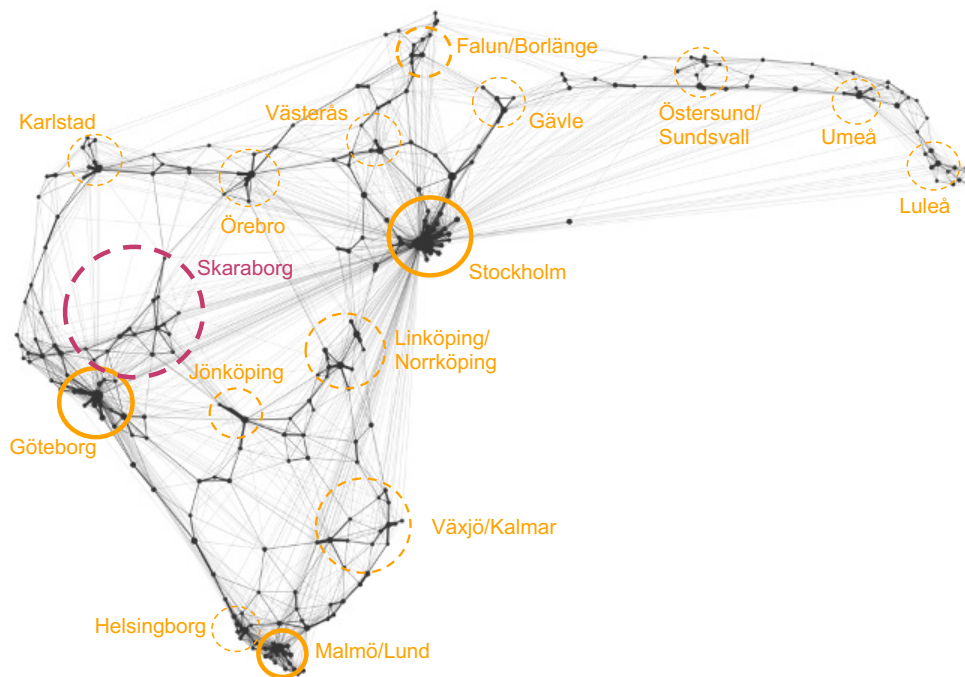 Falun/Borlänge
Västerås
Karlstad
Gävle
Östersund/
Sundsvall
Umeå
Luleå
Örebro
Stockholm
Skaraborg
Linköping/
Norrköping
Jönköping
Göteborg
Växjö/Kalmar
Helsingborg
Malmö/Lund